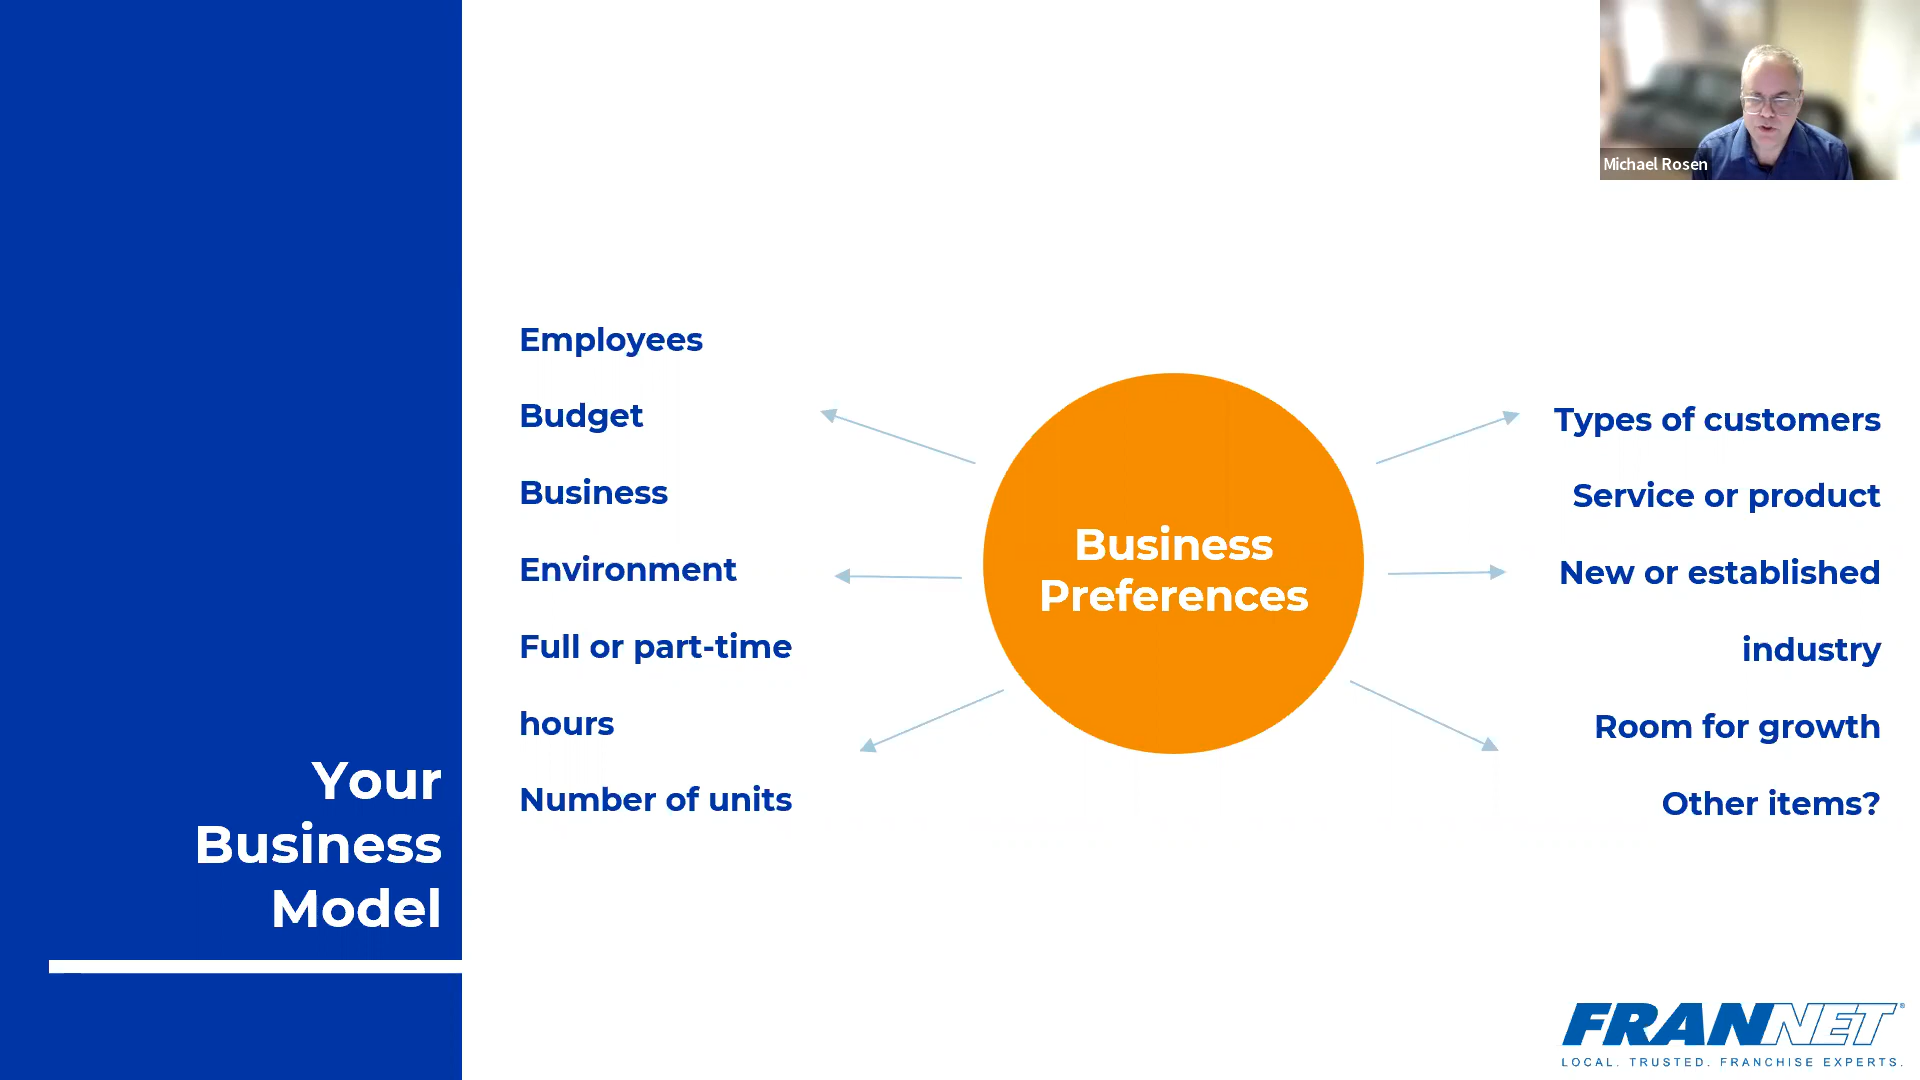 Michael Rosen
Employees
Budget
Business
Environment
Full or part-time
hours
Number of units
Business
Preferences
Types of customers
Service or product
New or established
industry
Room for growth
Other items?
Your
Business
Model
FRANNET®
LOCAL. TRUSTED. FRANCHISE EXPERTS.